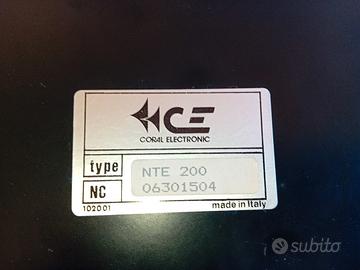 CE
CORAL ELECTRONIC
type NTE 200
NC 06301504
102001 made in Italy
subito